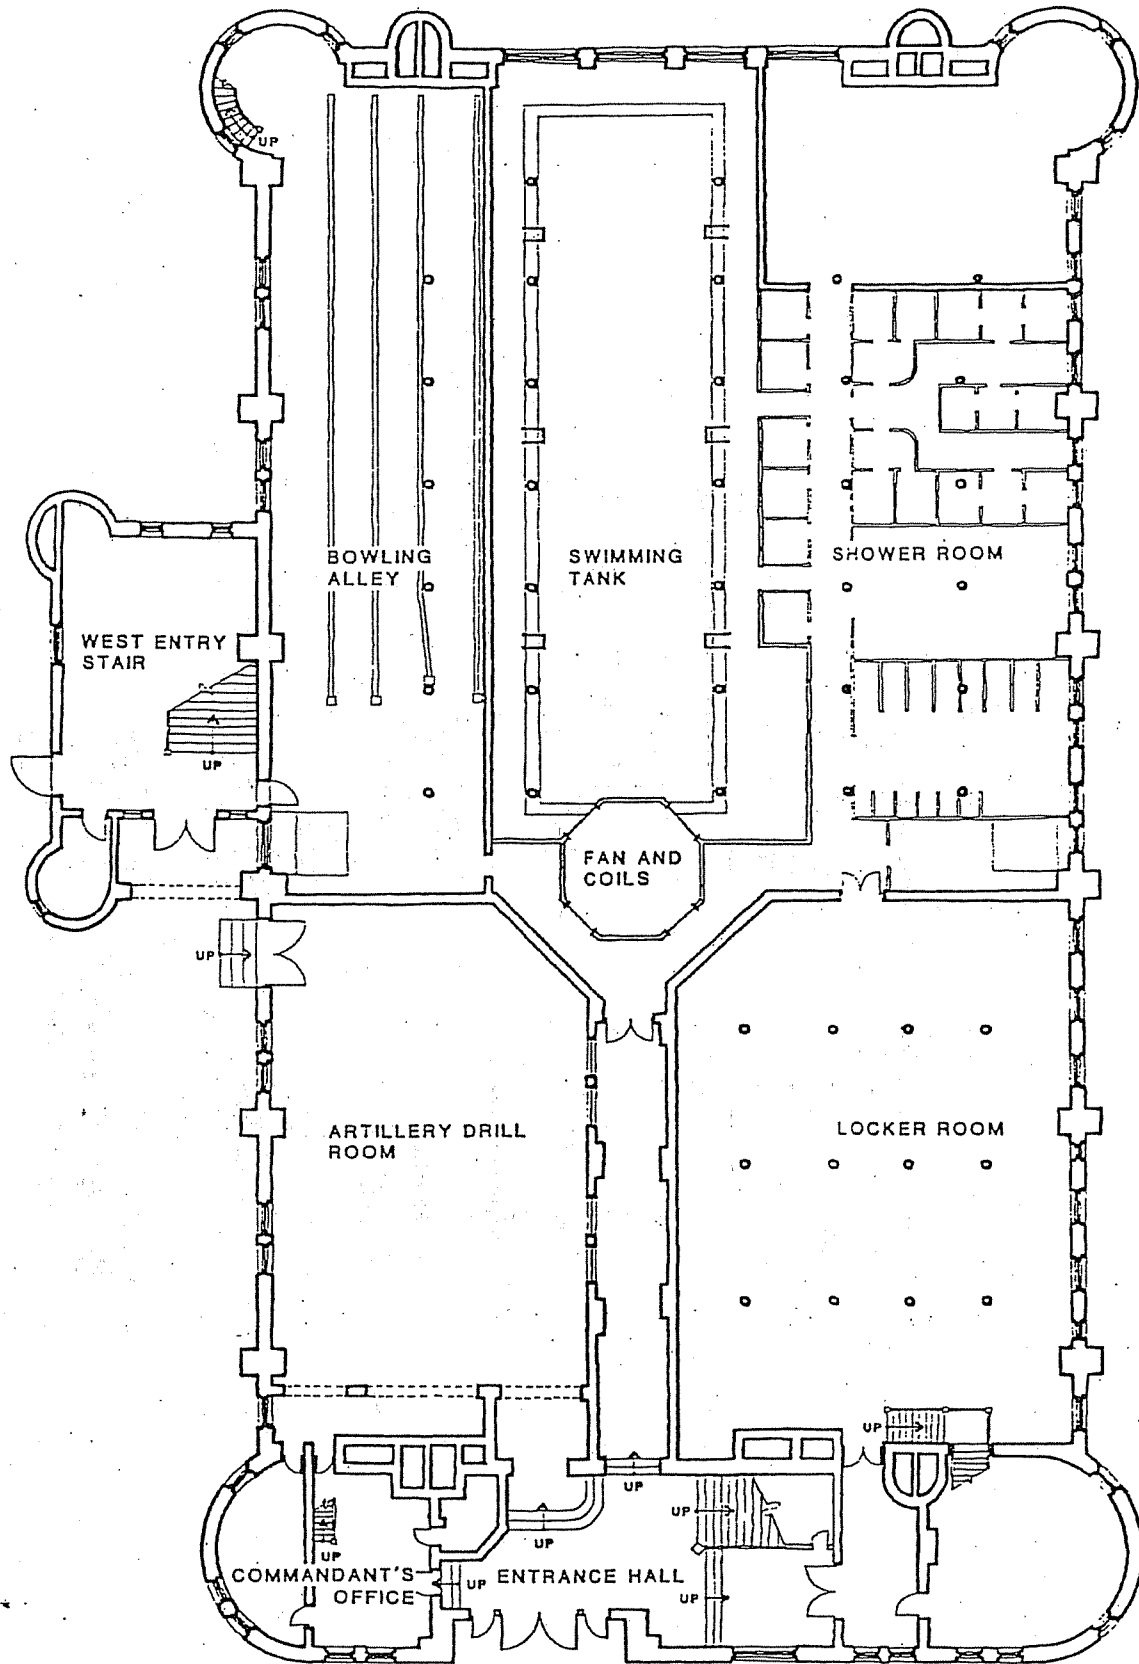 UP
BOWLING
ALLEY
SWIMMING
TANK
SHOWER ROOM
WEST ENTRY
STAIR
UP
FAN AND
COILS
UP
ARTILLERY DRILL
ROOM
LOCKER ROOM
UP
UP
UP
UP
UP
COMMANDANT'S
OFFICE
UP
ENTRANCE HALL
UP